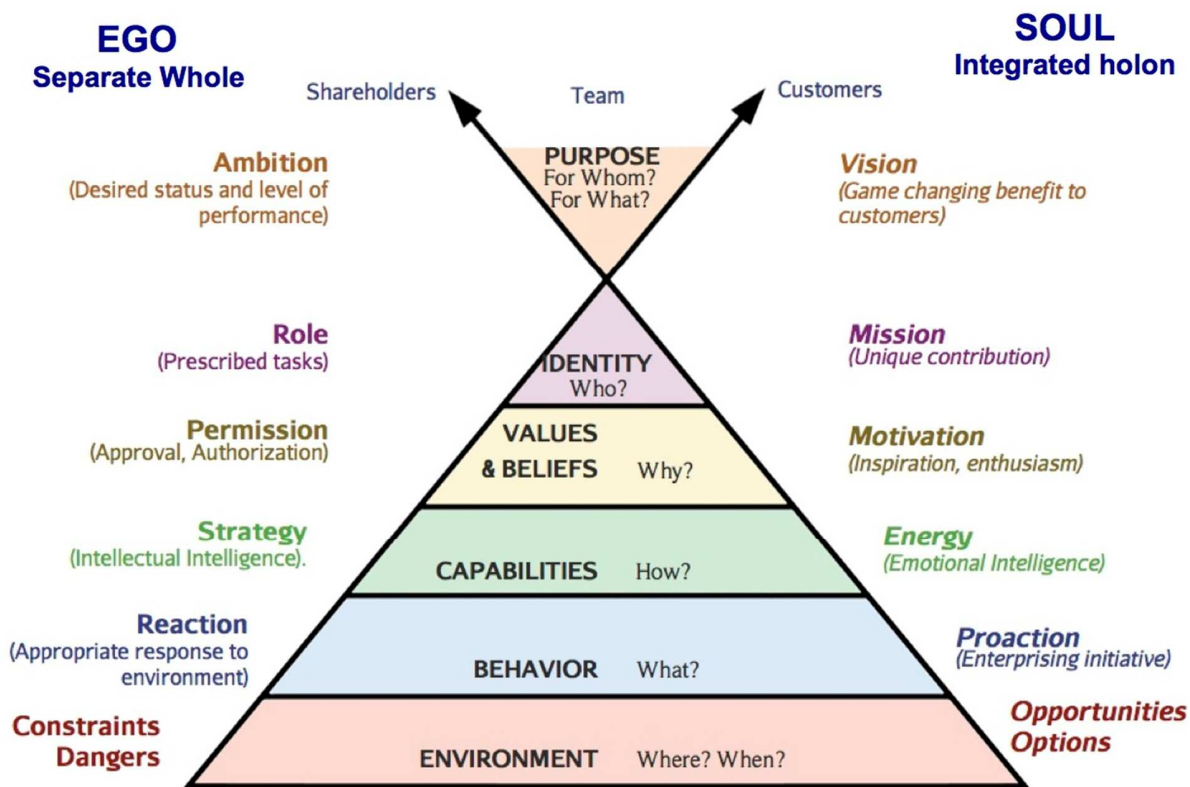 EGO
Separate Whole
SOUL
Integrated holon
Shareholders
Team
Customers
Ambition
(Desired status and level of
performance)
PURPOSE
For Whom?
For What?
Vision
(Game changing benefit to
customers)
Role
(Prescribed tasks)
IDENTITY
Who?
Mission
(Unique contribution)
Permission
(Approval, Authorization)
VALUES
& BELIEFS Why?
Motivation
(Inspiration, enthusiasm)
Strategy
(Intellectual Intelligence).
CAPABILITIES How?
Energy
(Emotional Intelligence)
Reaction
(Appropriate response to
environment)
BEHAVIOR What?
Proaction
(Enterprising initiative)
Constraints
Dangers
ENVIRONMENT Where? When?
Opportunities
Options